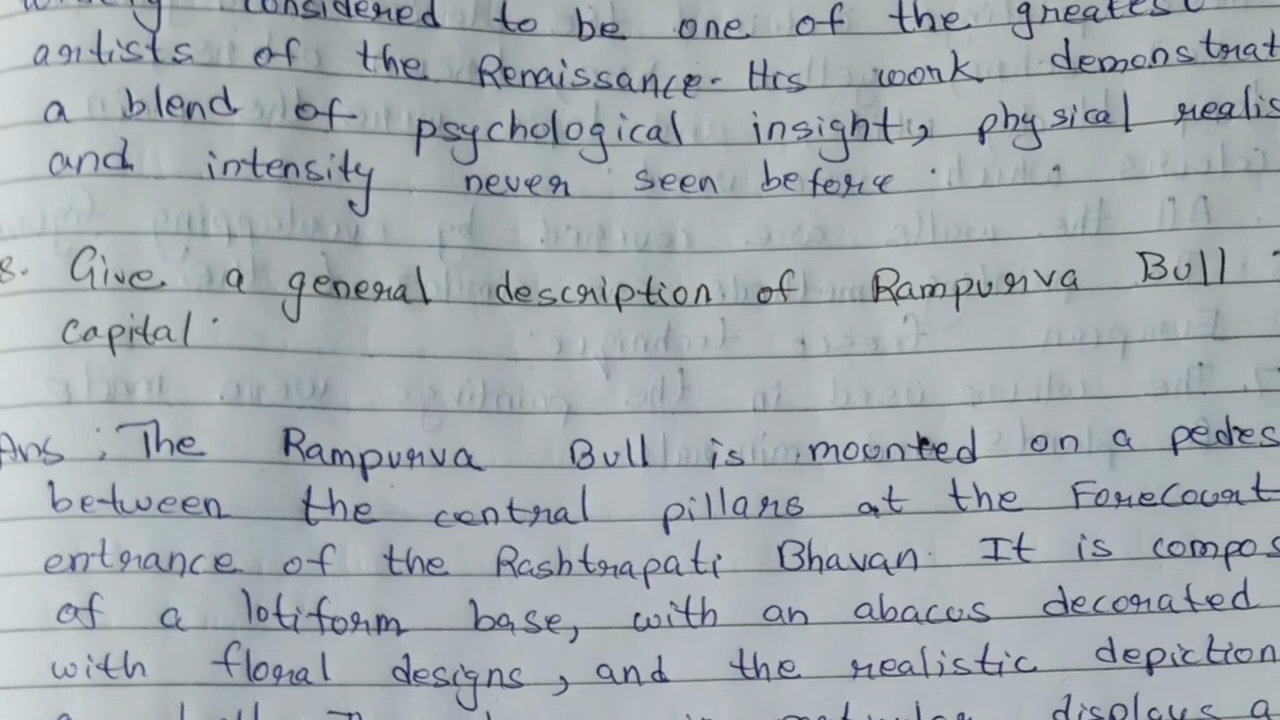 considered to be one of the greatest
artists of the Renaissance. His work demonstrat
a blend of psychological insight, physical realis
and intensity never seen before.
8. Give a general description of Rampurva Bull
capital.
Ans: The Rampurva Bull is mounted on a pedes
between the central pillars at the Forecourt
entrance of the Rashtrapati Bhavan. It is compos
of a lotiform base, with an abacus decorated
with floral designs, and the realistic depiction
displays a